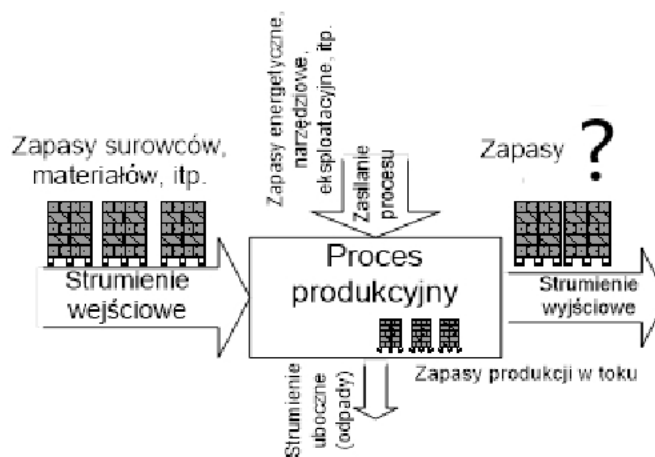 Zapasy energetyczne,
narzędziowe,
eksploatacyjne, itp.
Zasilanie
procesu
Zapasy surowców,
materiałów, itp.
Zapasy ?
Strumienie
wejściowe
Proces
produkcyjny
Strumienie
wyjściowe
Zapasy produkcji w toku
Strumienie
uboczne
(odpady)